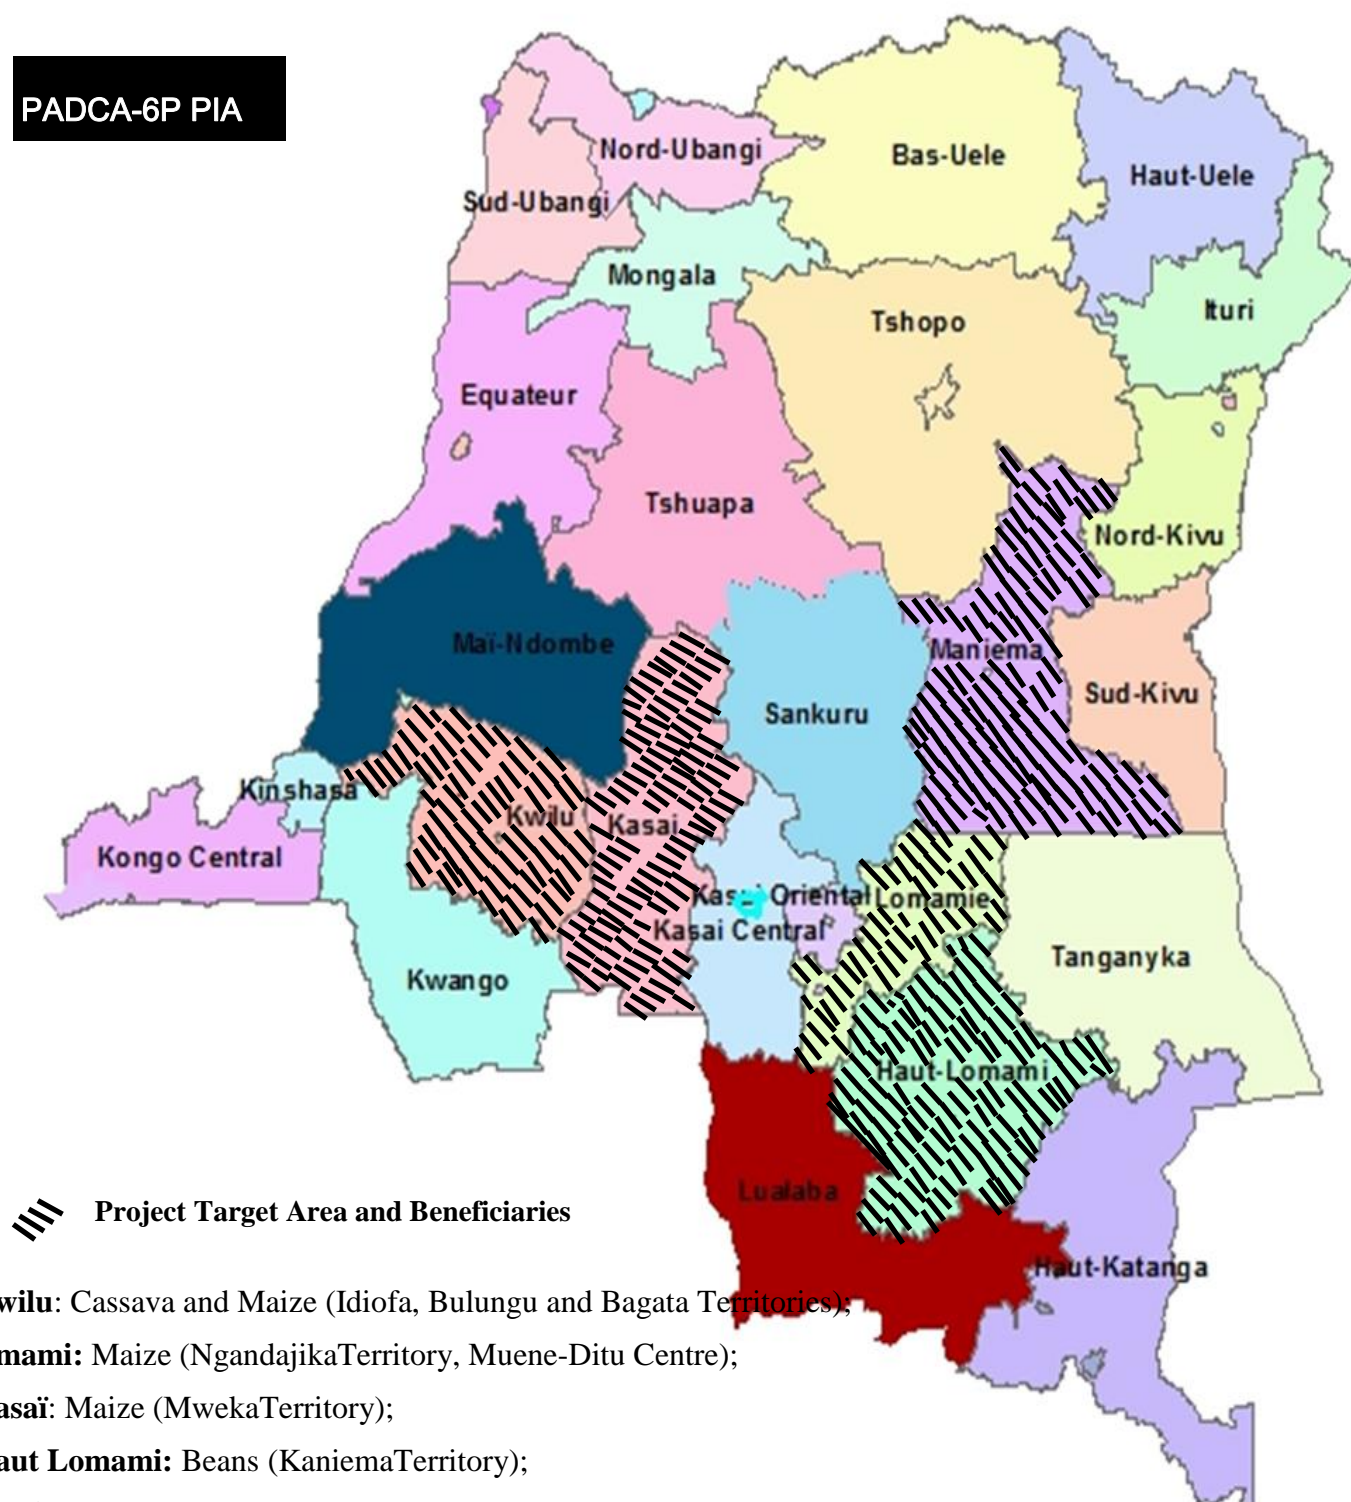 PADCA-6P PIA
Nord-Ubangi
Bas-Uele
Haut-Uele
Sud-Ubangi
Mongala
Ituri
Tshopo
Equateur
Tshuapa
Nord-Kivu
Maï-Ndombe
Maniema
Sud-Kivu
Sankuru
Kinshasa
Kwilu
Kasai
Kongo Central
Kasai Oriental
Lomamie
Kasai Central
Tanganyka
Kwango
Haut-Lomami
Lualaba
Project Target Area and Beneficiaries
Haut-Katanga
wilu: Cassava and Maize (Idiofa, Bulungu and Bagata Territories);
mami: Maize (NgandajikaTerritory, Muene-Ditu Centre);
asaï: Maize (MwekaTerritory);
aut Lomami: Beans (KaniemaTerritory);